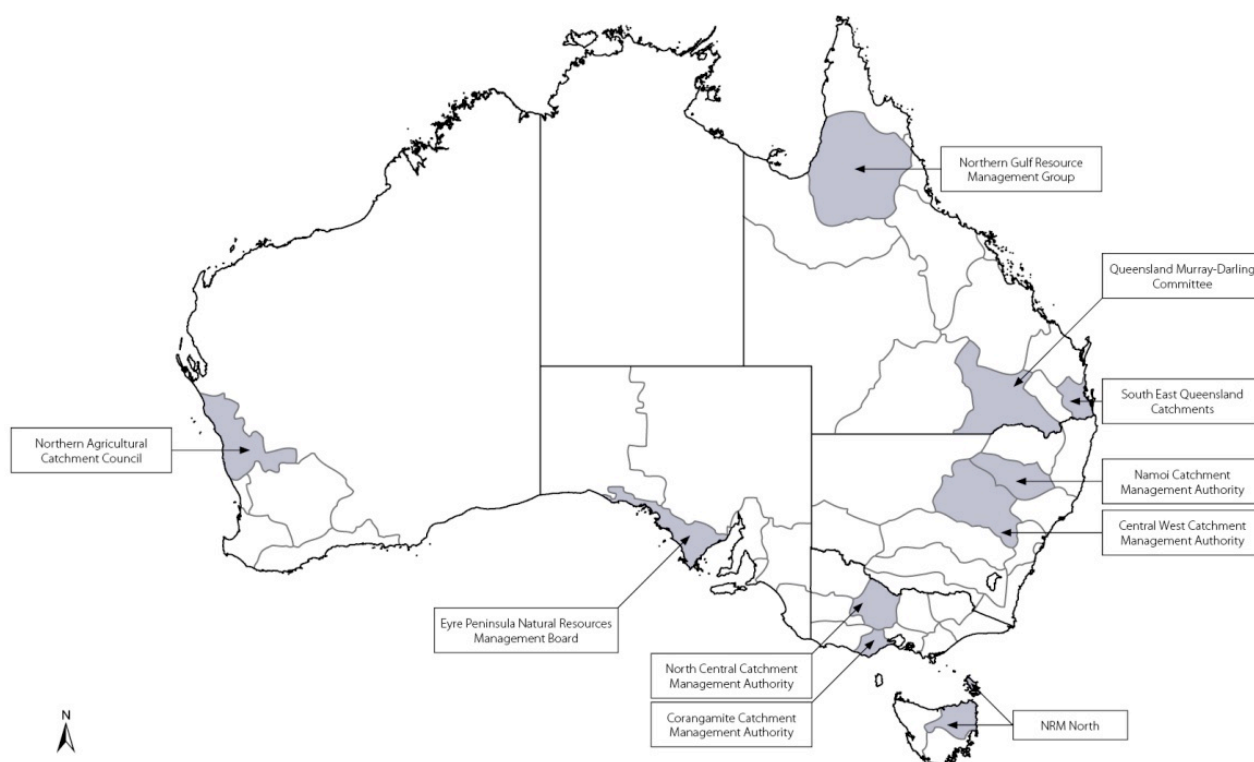 Northern Gulf Resource
Management Group
Queensland Murray-Darling
Committee
South East Queensland
Catchments
Northern Agricultural
Catchment Council
Namoi Catchment
Management Authority
Central West Catchment
Management Authority
Eyre Peninsula Natural Resources
Management Board
North Central Catchment
Management Authority
Corangamite Catchment
Management Authority
NRM North
N